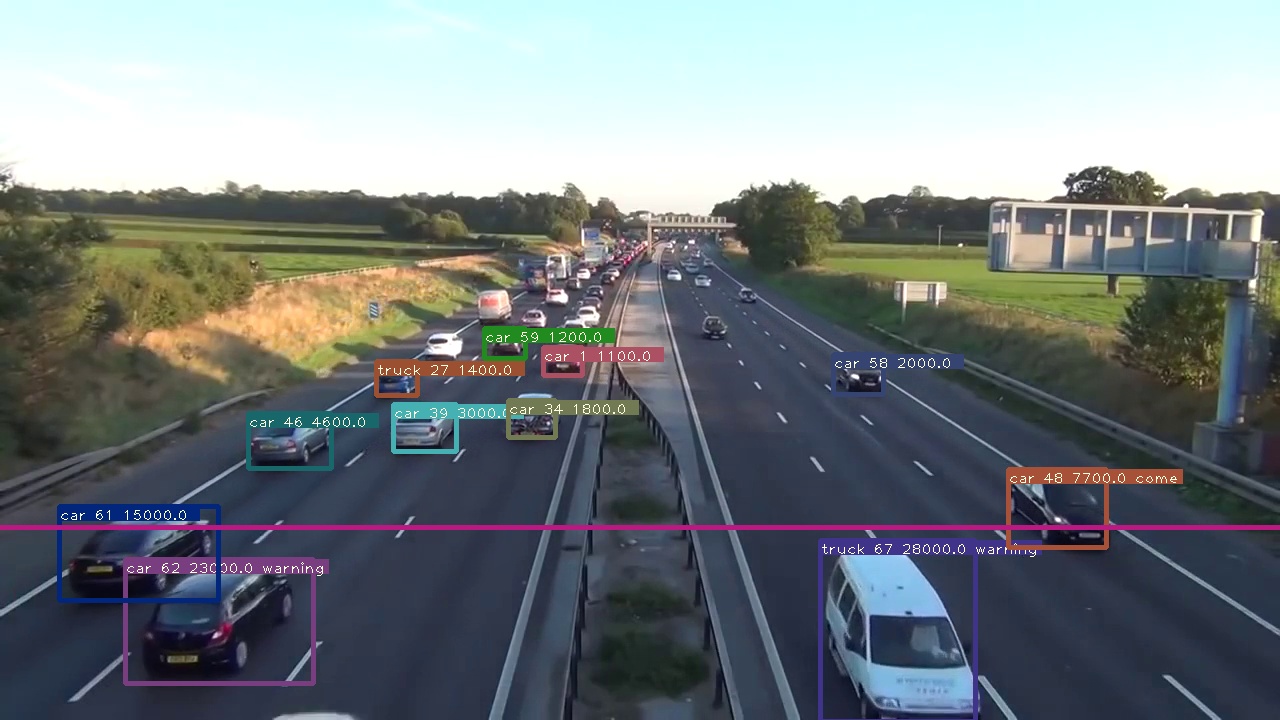 car 59 1200.0
car 1 1100.0
car 58 2000.0
truck 27 1400.0
car 39 3000.0
car 34 1800.0
car 46 4600.0
car 48 7700.0 come
car 61 15000.0
truck 67 28000.0 warning
car 62 23000.0 warning